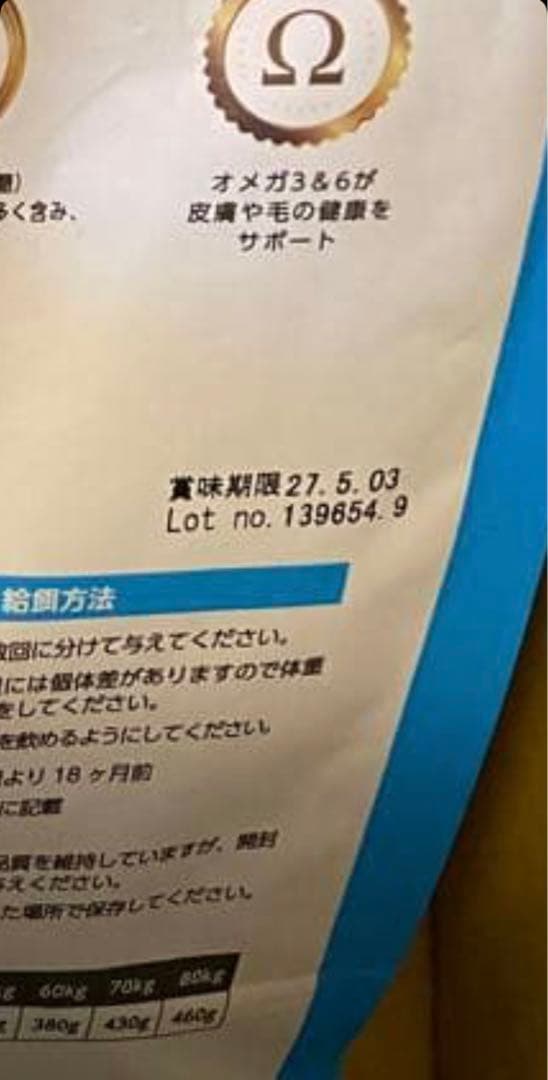 Ω
オメガ3&6が
皮膚や毛の健康を
サポート
多く含み、
賞味期限27.5.03
Lot no.139654.9
給餌方法
数回に分けて与えてください。
には個体差がありますので体重
をしてください。
を飲めるようにしてください。
より18ヶ月前
に記載
品質を維持していますが、開封
与えください。
た場所で保存してください。
60kg 70kg 80kg
380g 430g 460g